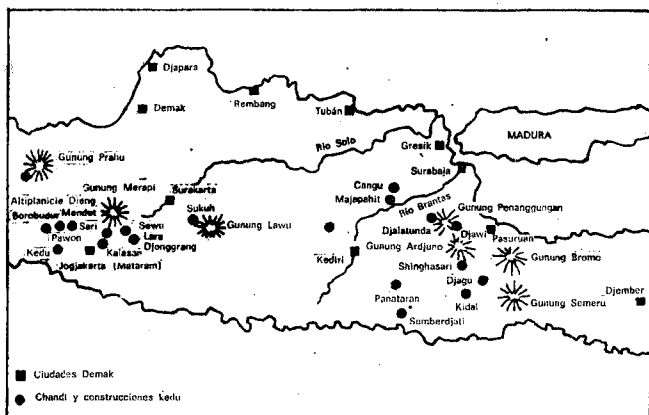 Djapara
Demak
Rembang
Tubán
Río Solo
Gresik
MADURA
Surabaja
Gunung Prahu
Altiplanicie Dieng
Gunung Merapi
Surakarta
Sukuh
Gunung Lawu
Cangu
Majapahit
Río Brantas
Gunung Penanggungan
Djalatunda
Djawi
Pasuruan
Borobudur
Mendut
Sari
Pawon
Kedu
Sewu
Lara
Djonggrang
Kalasan
Jogjakarta (Mataram)
Kediri
Gunung Ardjuno
Gunung Bromo
Shinghasari
Djagu
Kidal
Gunung Semeru
Djember
Panataran
Sumberdjati
Ciudades Demak
Chandi y construcciones kedu